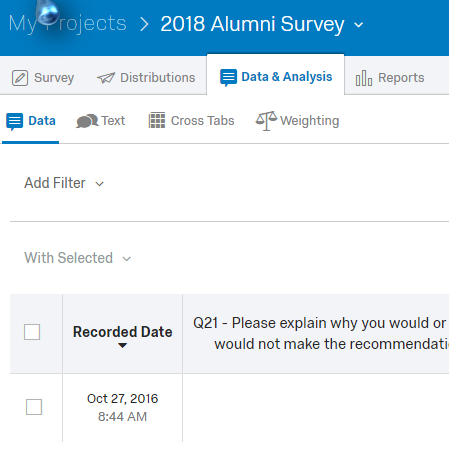 My Projects > 2018 Alumni Survey
Survey Distributions Data & Analysis Reports
Data Text Cross Tabs Weighting
Add Filter
With Selected
Recorded Date
Q21 - Please explain why you would or
would not make the
Oct 27, 2016
8:44 AM